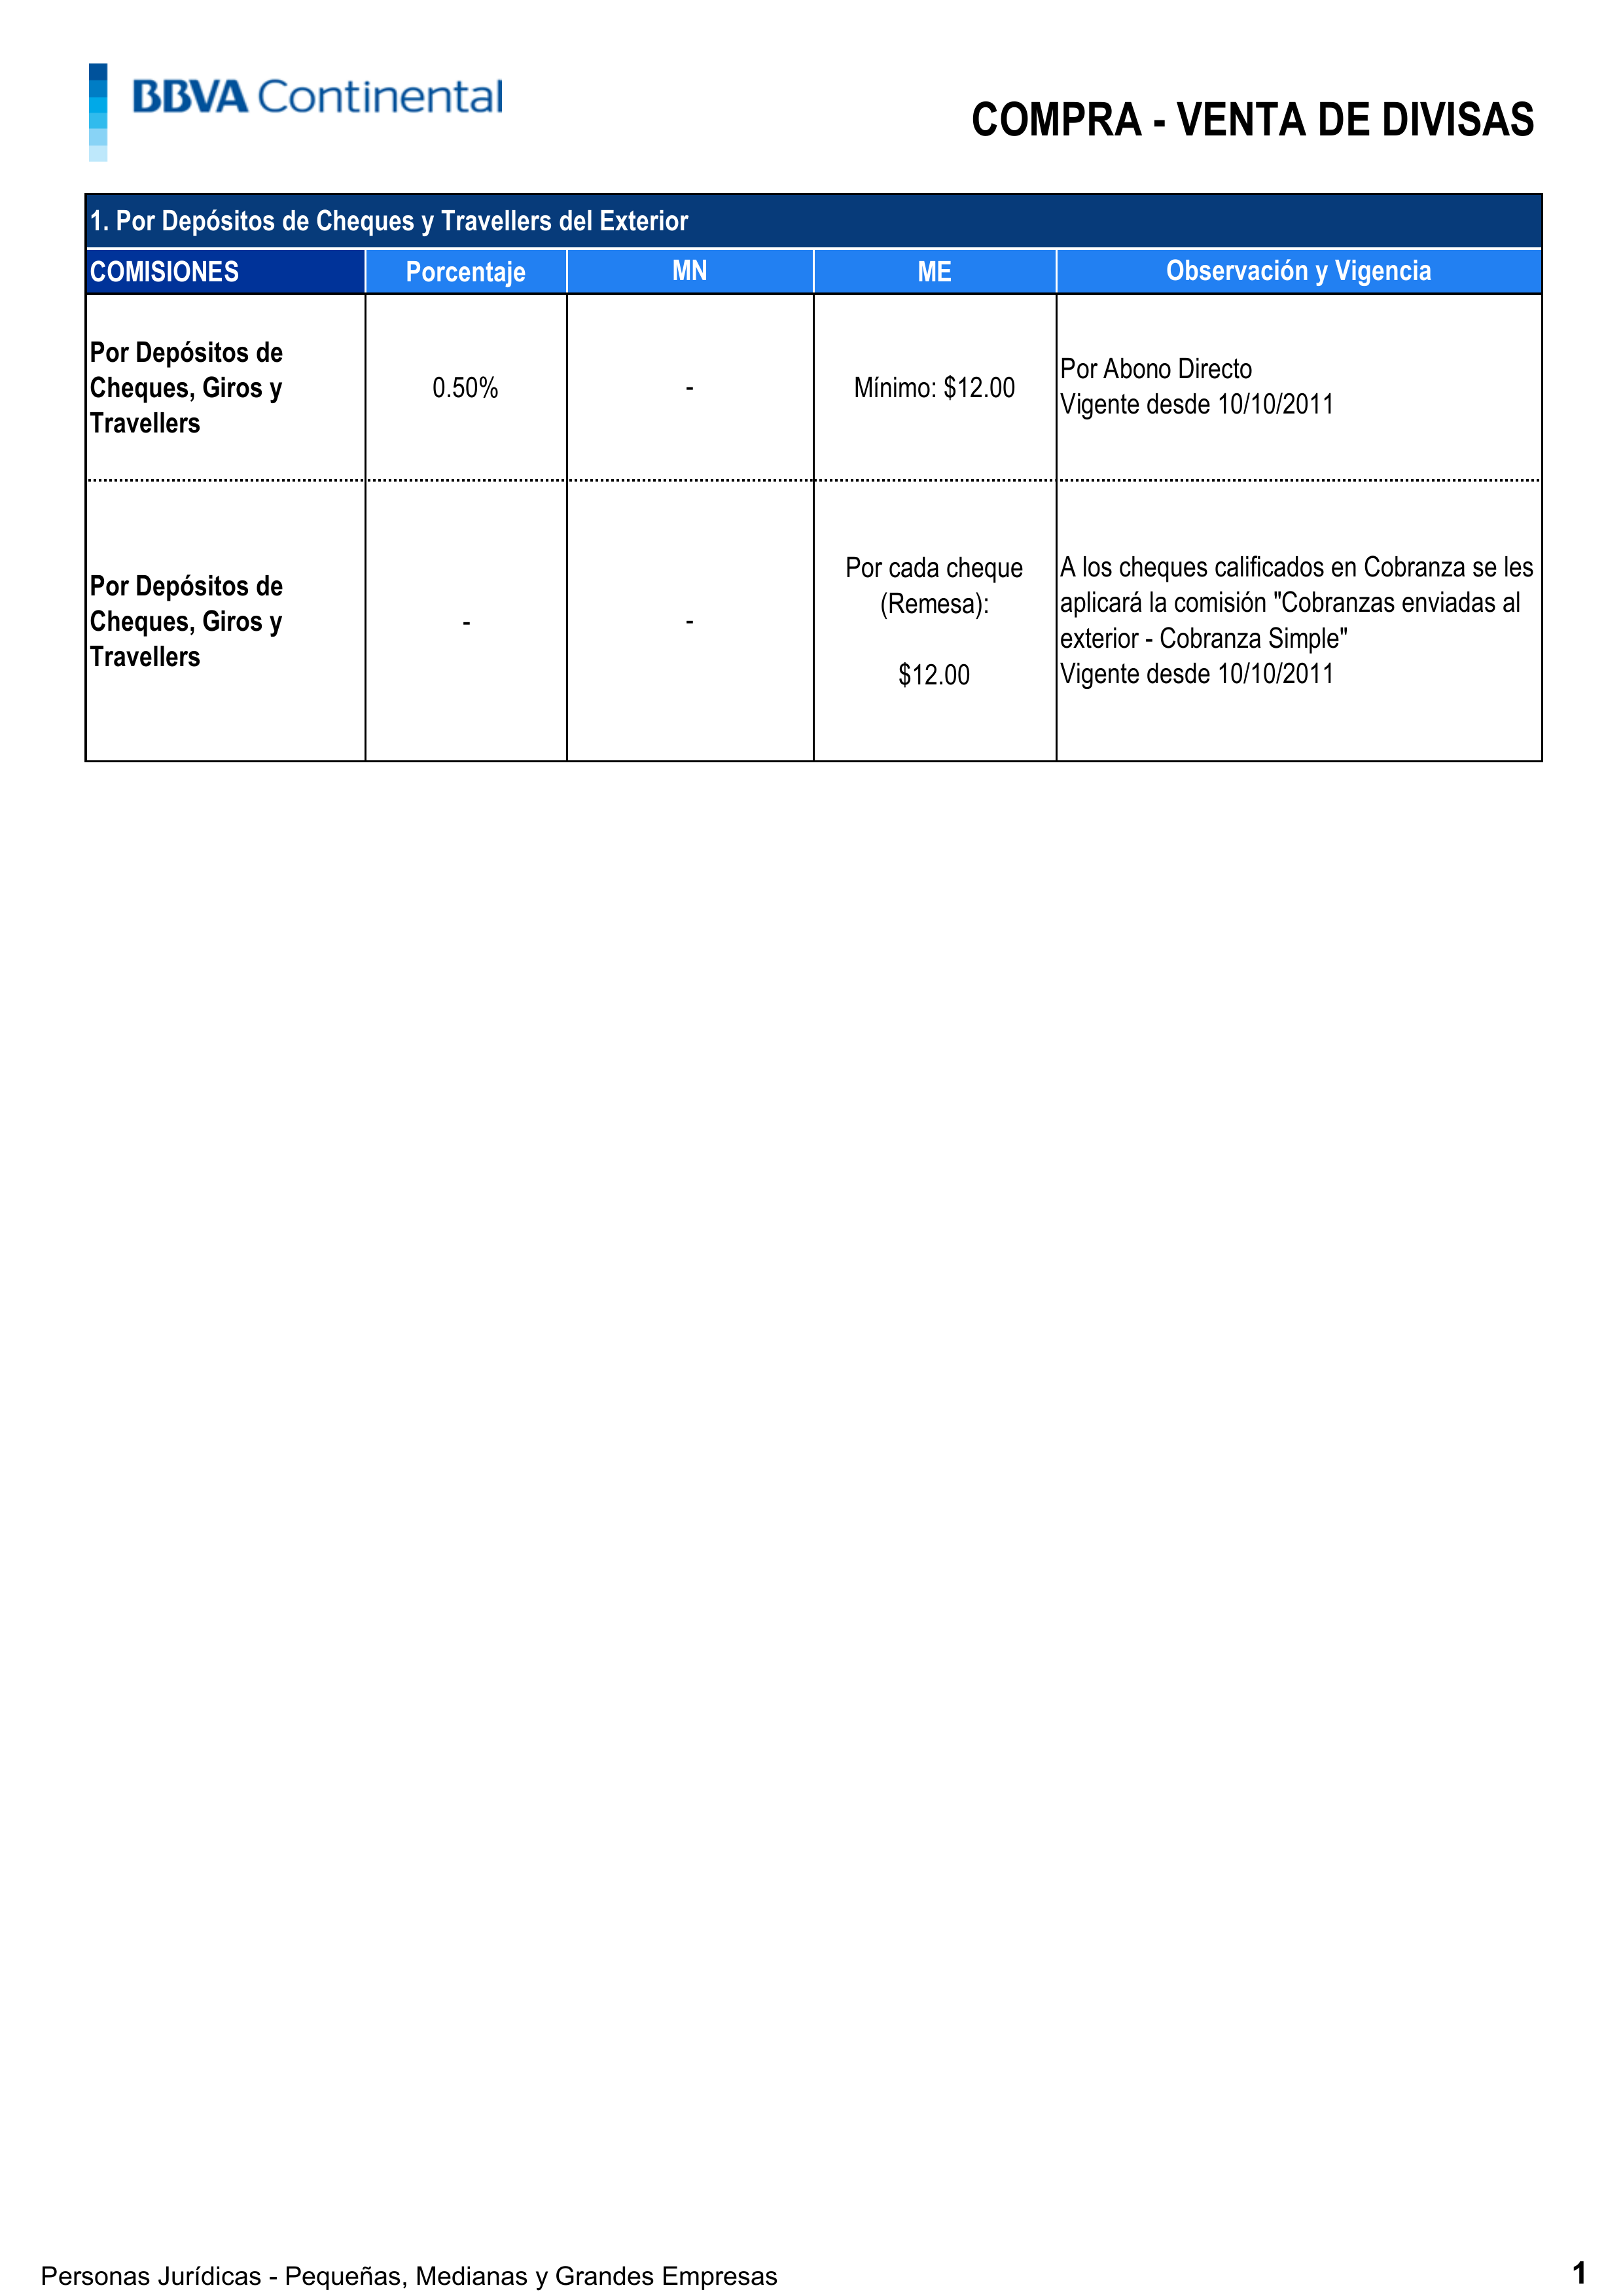 BBVA Continental
COMPRA - VENTA DE DIVISAS
1. Por Depósitos de Cheques y Travellers del Exterior
COMISIONES Porcentaje MN ME Observación y Vigencia
Por Depósitos de
Cheques, Giros y
Travellers
0.50%
-
Mínimo: $12.00
Por Abono Directo
Vigente desde 10/10/2011
Por Depósitos de
Cheques, Giros y
Travellers
-
-
Por cada cheque
(Remesa):
$12.00
A los cheques calificados en Cobranza se les
aplicará la comisión "Cobranzas enviadas al
exterior - Cobranza Simple"
Vigente desde 10/10/2011
Personas Jurídicas - Pequeñas, Medianas y Grandes Empresas
1